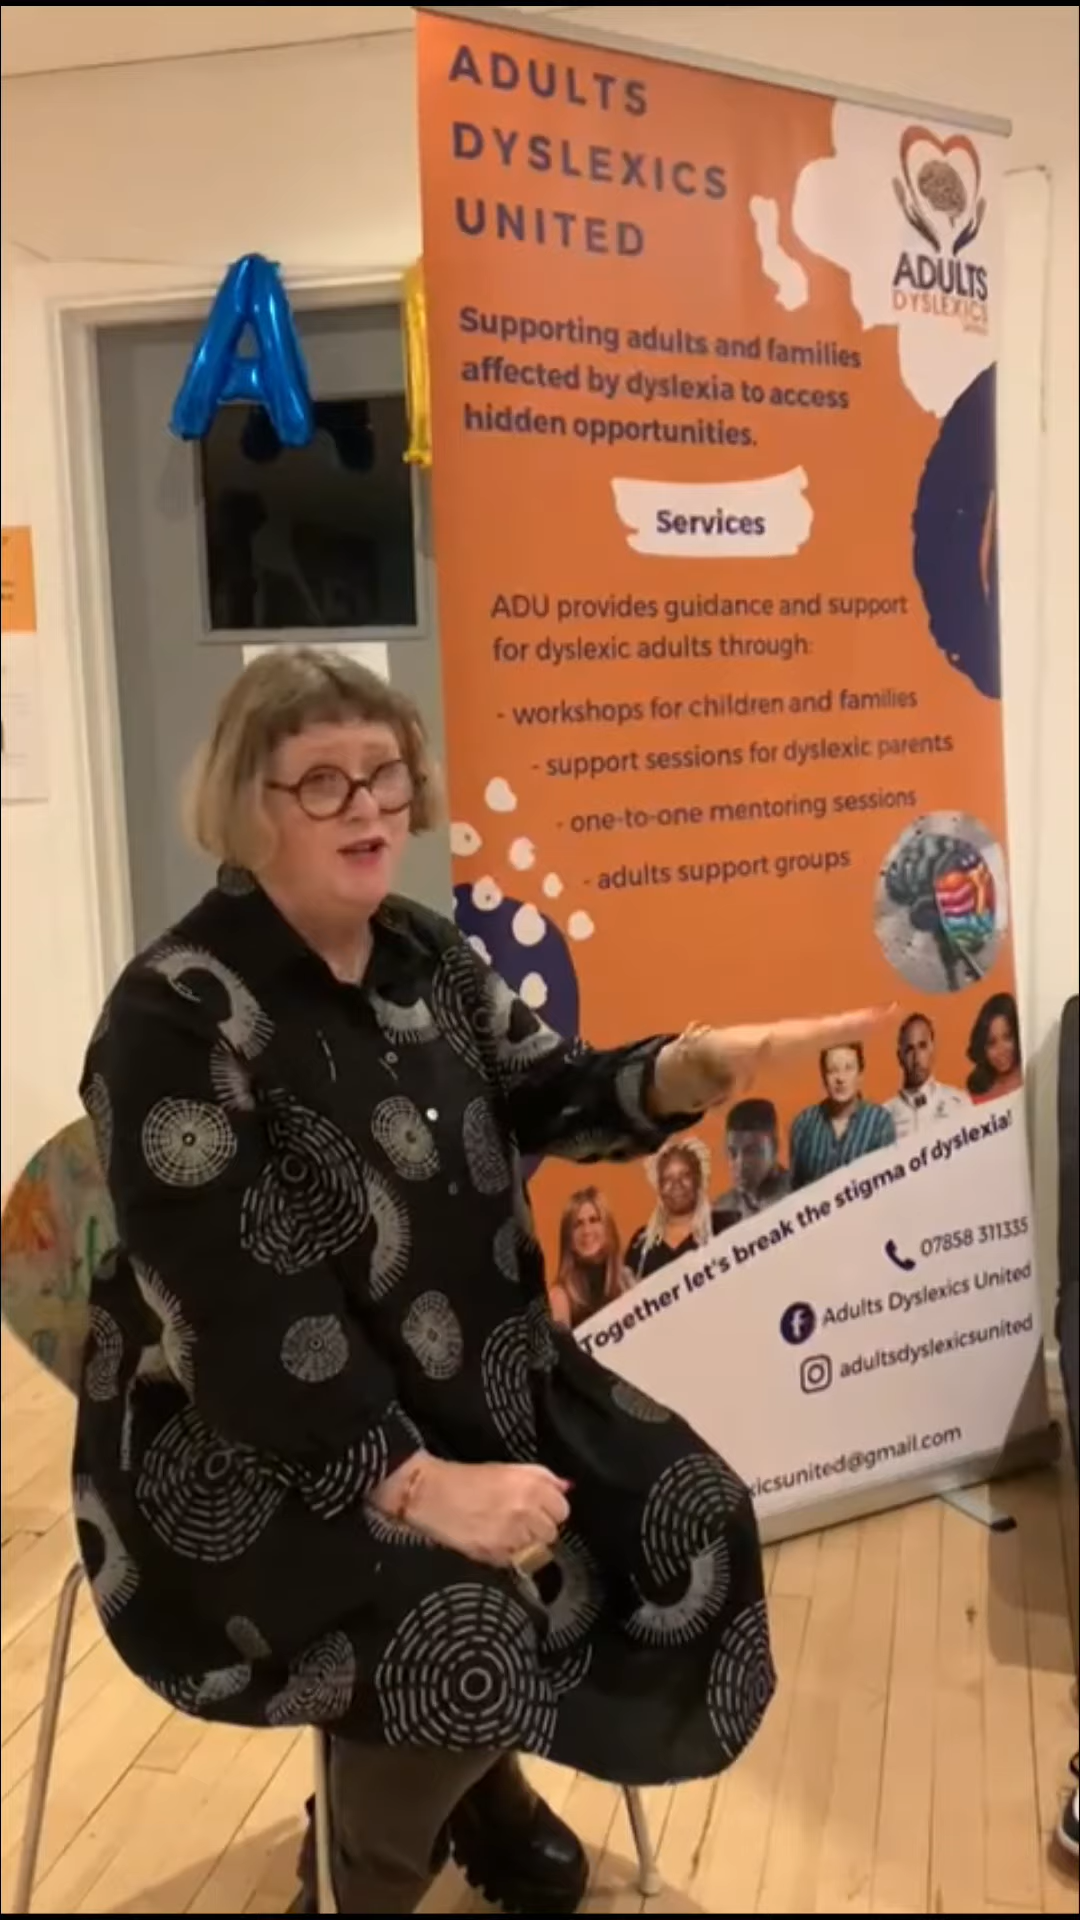 ADULTS
DYSLEXICS
UNITED
ADULTS
DYSLEXICS
Supporting adults and families
affected by dyslexia to access
hidden opportunities.
Services
ADU provides guidance and support
for dyslexic adults through:
- workshops for children and families
- support sessions for dyslexic parents
- one-to-one mentoring sessions
- adults support groups
Together let's break the stigma of dyslexia!
07858 311335
Adults Dyslexics United
adultsdyslexicsunited
xicsunited@gmail.com
A